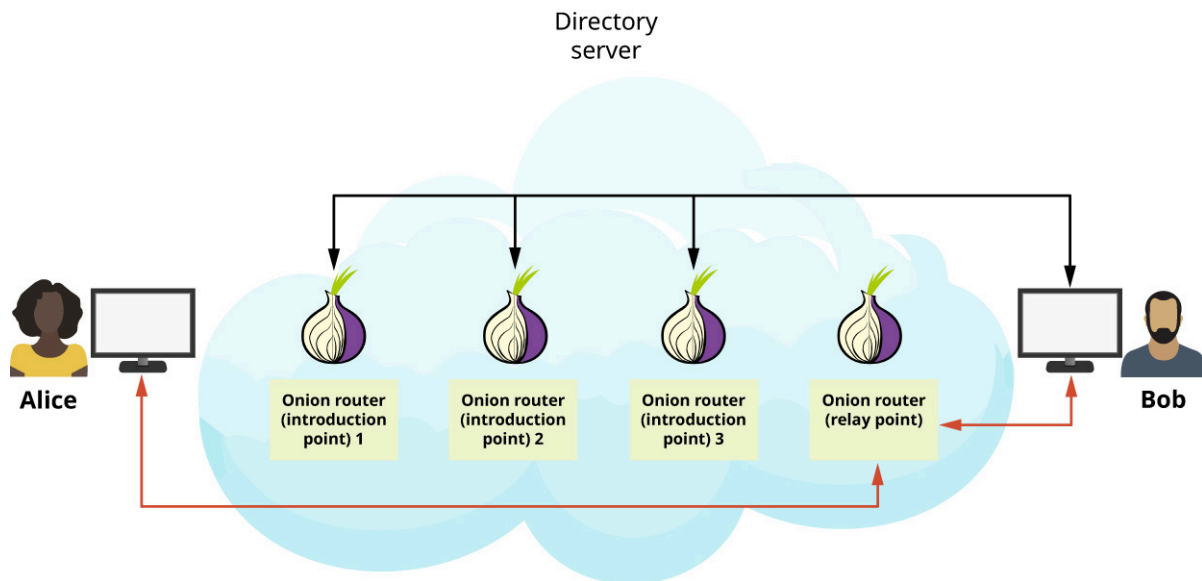 Directory
server
Alice
Onion router
(introduction
point) 1
Onion router
(introduction
point) 2
Onion router
(introduction
point) 3
Onion router
(relay point)
Bob